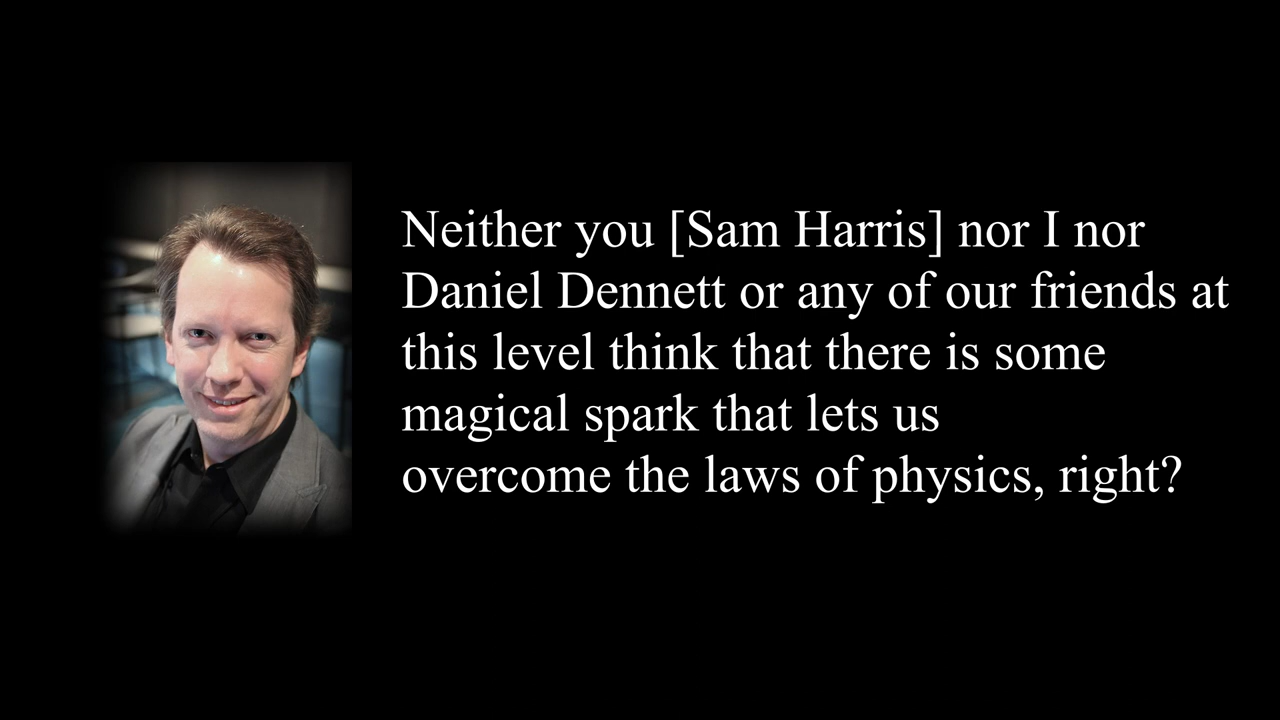 Neither you [Sam Harris] nor I nor
Daniel Dennett or any of our friends at
this level think that there is some
magical spark that lets us
overcome the laws of physics, right?